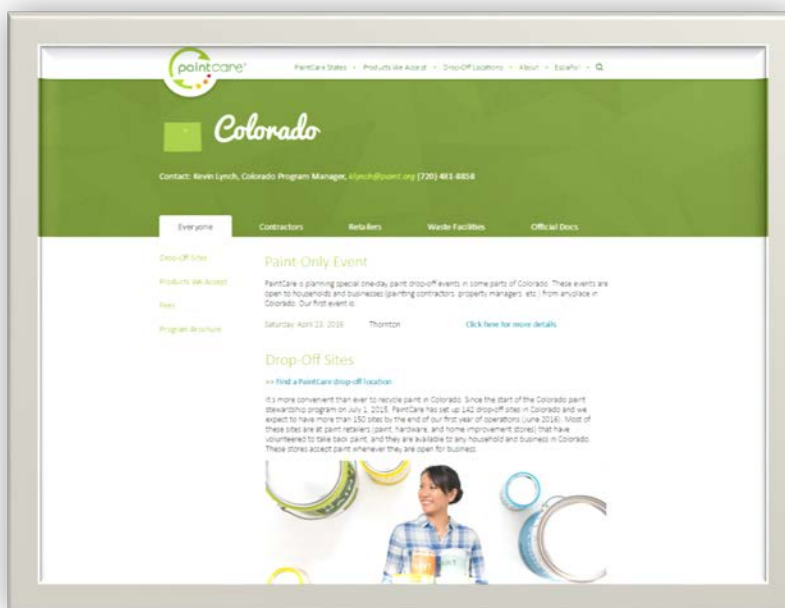 paintcare
PaintCare States
Products We Accept
Drop-Off Locations
About
Español
Colorado
Contact: Kevin Lynch, Colorado Program Manager, klynch@paint.org (720) 481-8858
Everyone
Contractors
Retailers
Waste Facilities
Official Docs
Drop-Off Sites
Products We Accept
Fees
Program Brochure
Paint-Only Event
PaintCare is planning special one-day paint drop-off events in some parts of Colorado. These events are
open to households and businesses (painting contractors, property managers, etc.) from anyplace in
Colorado. Our first event is:
Saturday, April 23, 2016 Thornton Click here for more details
Drop-Off Sites
>> Find a PaintCare drop-off location
It's more convenient than ever to recycle paint in Colorado. Since the start of the Colorado paint
stewardship program on July 1, 2015, PaintCare has set up 142 drop-off sites in Colorado and we
expect to have more than 150 sites by the end of our first year of operations (June 2016). Most of
these sites are at paint retailers (paint, hardware, and home improvement stores) that have
volunteered to take back paint, and they are available to any household and business in Colorado.
These stores accept paint whenever they are open for business.